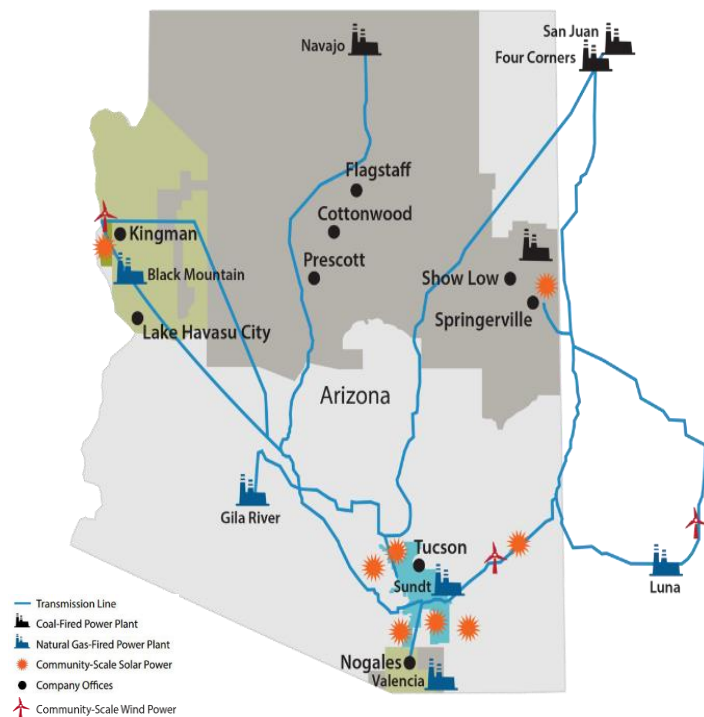 San Juan
Navajo
Four Corners
Flagstaff
Cottonwood
Kingman
Prescott
Black Mountain
Show Low
Springerville
Lake Havasu City
Arizona
Gila River
Tucson
Sundt
Luna
Nogales
Valencia
Transmission Line
Coal-Fired Power Plant
Natural Gas-Fired Power Plant
Community-Scale Solar Power
Company Offices
Community-Scale Wind Power